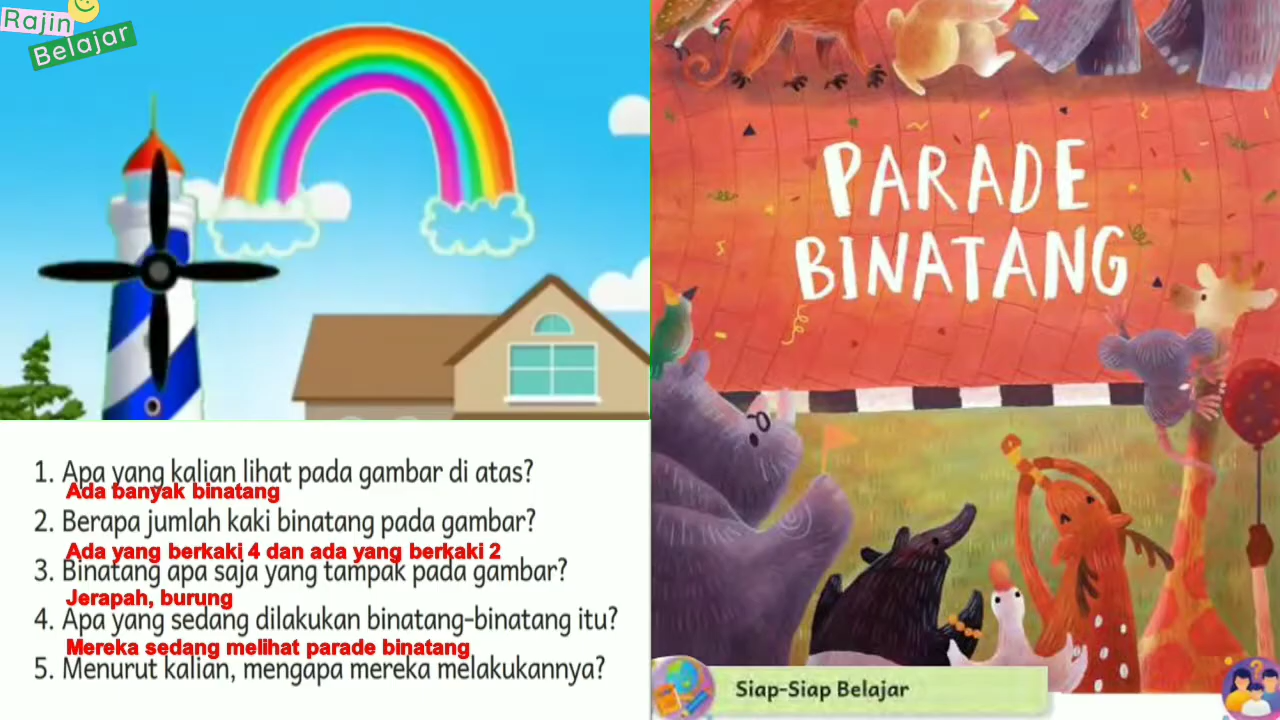 Rajin
Belajar
1. Apa yang kalian lihat pada gambar di atas?
Ada banyak binatang
2. Berapa jumlah kaki binatang pada gambar?
Ada yang berkaki 4 dan ada yang berkaki 2
3. Binatang apa saja yang tampak pada gambar?
Jerapah, burung
4. Apa yang sedang dilakukan binatang-binatang itu?
Mereka sedang melihat parade binatang
5. Menurut kalian, mengapa mereka melakukannya?
PARADE
BINATANG
Siap-Siap Belajar